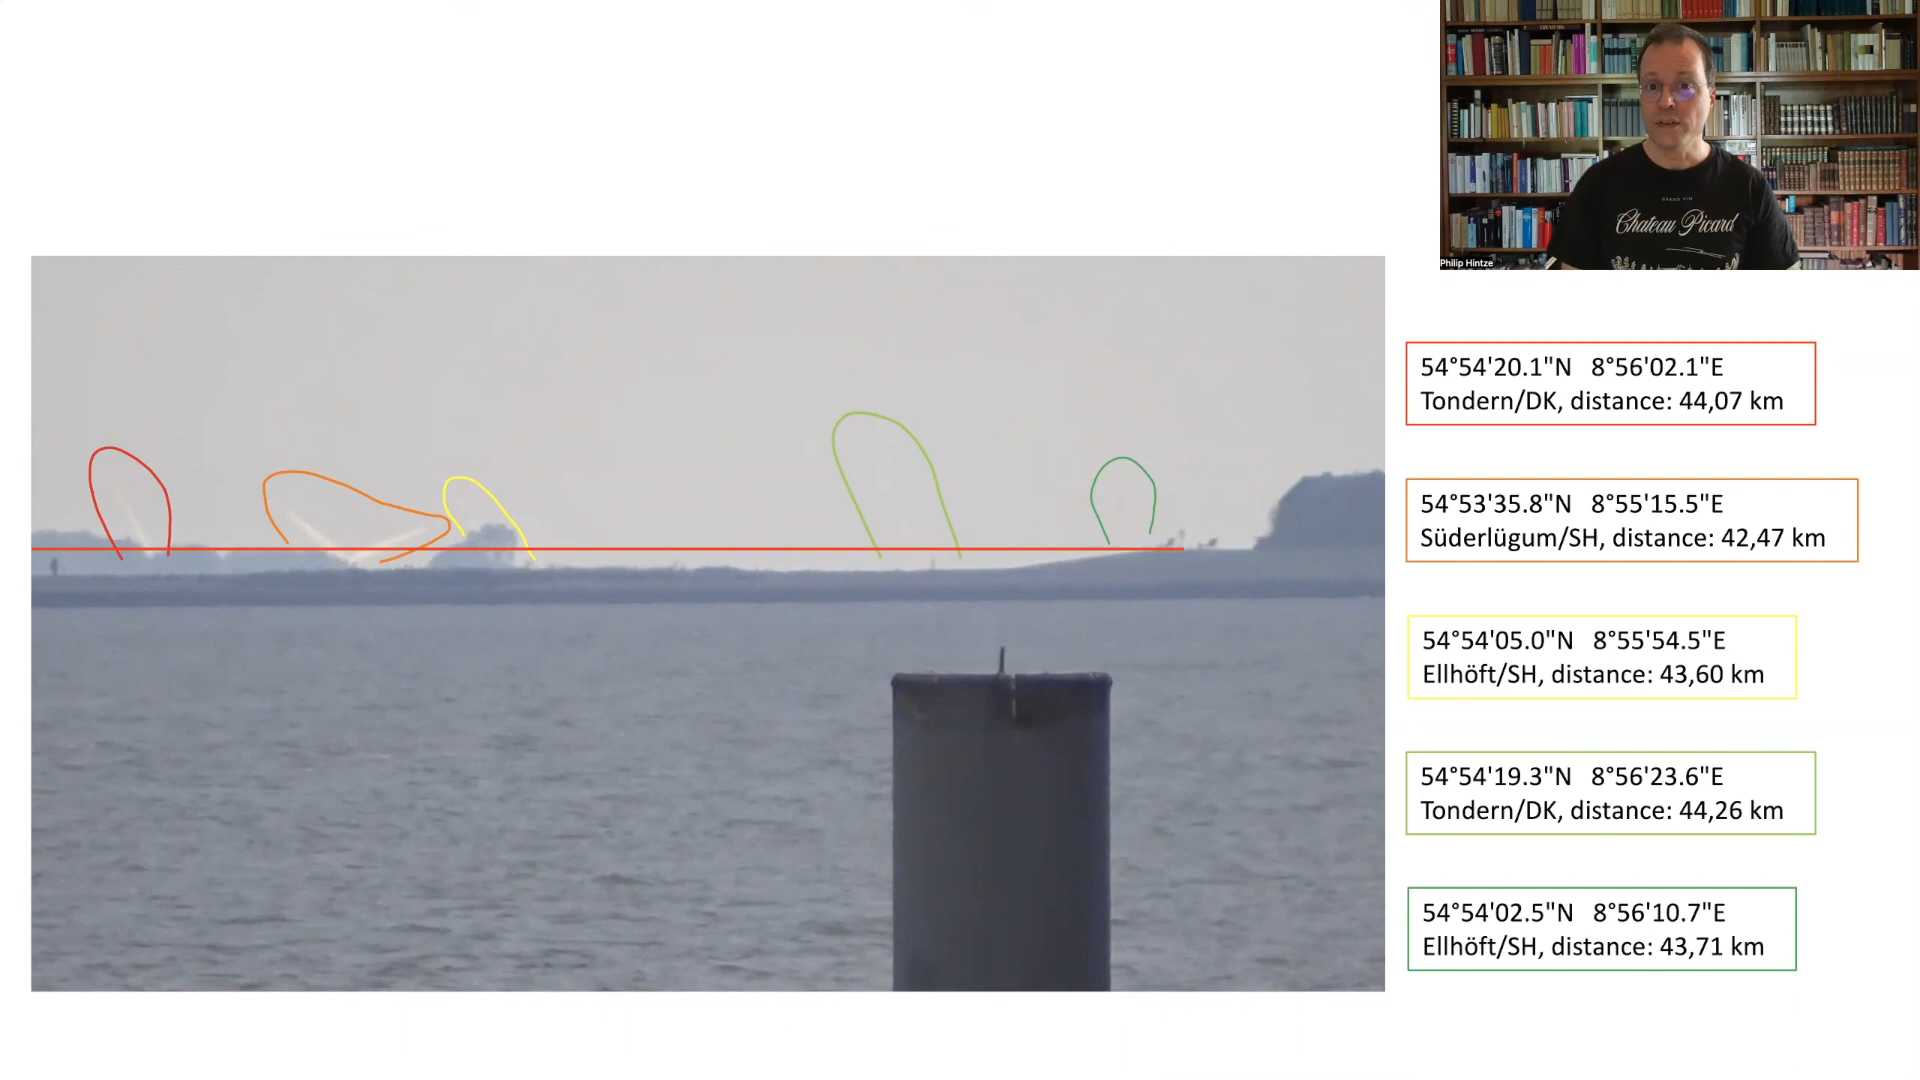 GRAND VIN
Chateau Picard
Philip Hintze
54°54'20.1"N 8°56'02.1"E
Tondern/DK, distance: 44,07 km
54°53'35.8"N 8°55'15.5"E
Süderlügum/SH, distance: 42,47 km
54°54'05.0"N 8°55'54.5"E
Ellhöft/SH, distance: 43,60 km
54°54'19.3"N 8°56'23.6"E
Tondern/DK, distance: 44,26 km
54°54'02.5"N 8°56'10.7"E
Ellhöft/SH, distance: 43,71 km